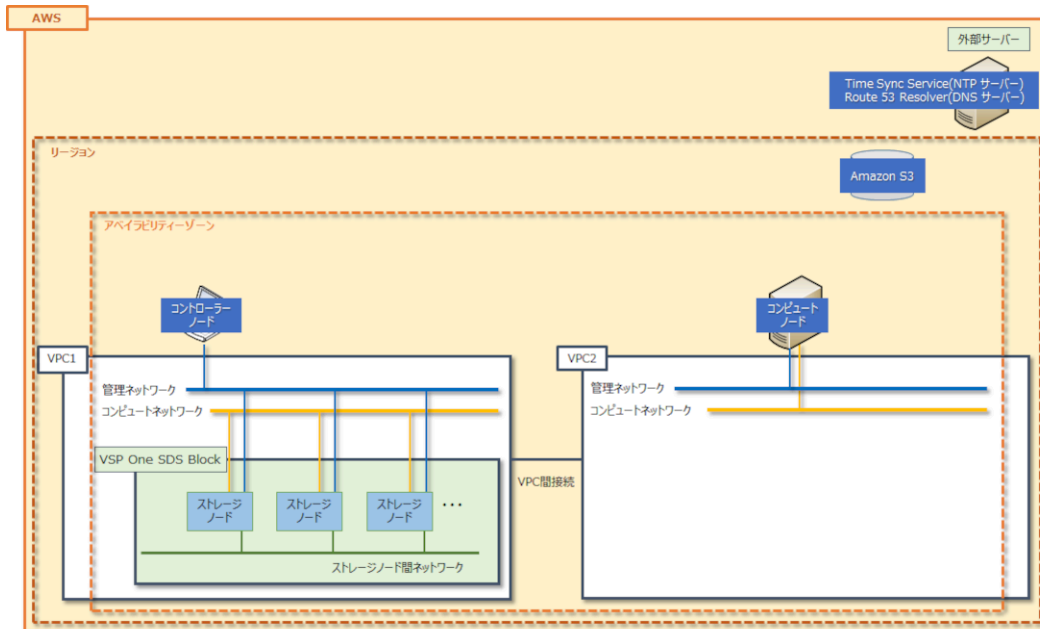 AWS
外部サーバー
Time Sync Service(NTP サーバー)
Route 53 Resolver(DNS サーバー)
リージョン
Amazon S3
アベイラビリティーゾーン
コントローラー
ノード
コンピュート
ノード
VPC1
VPC2
管理ネットワーク
コンピュートネットワーク
管理ネットワーク
コンピュートネットワーク
VSP One SDS Block
VPC間接続
ストレージ
ノード
ストレージ
ノード
ストレージ
ノード
･･･
ストレージノード間ネットワーク